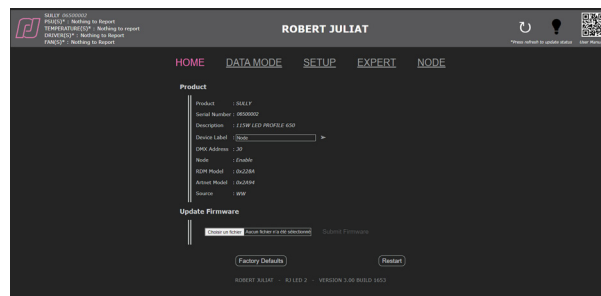 SULLY 06500002
PSU(S)* : Nothing to Report
TEMPERATURE(S)* : Nothing to report
DRIVER(S)* : Nothing to Report
FAN(S)* : Nothing to Report
ROBERT JULIAT
*Press refresh to update status
User Manual
HOME DATA MODE SETUP EXPERT NODE
Product
Product : SULLY
Serial Number : 06500002
Description : 115W LED PROFILE 650
Device Label : Node
DMX Address : 30
Node : Enable
RDM Model : 0x228A
Artnet Model : 0x2A94
Source : WW
Update Firmware
Choisir un fichier Aucun fichier n'a été sélectionné Submit Firmware
Factory Defaults Restart
ROBERT JULIAT - RJ LED 2 - VERSION 3.00 BUILD 1653